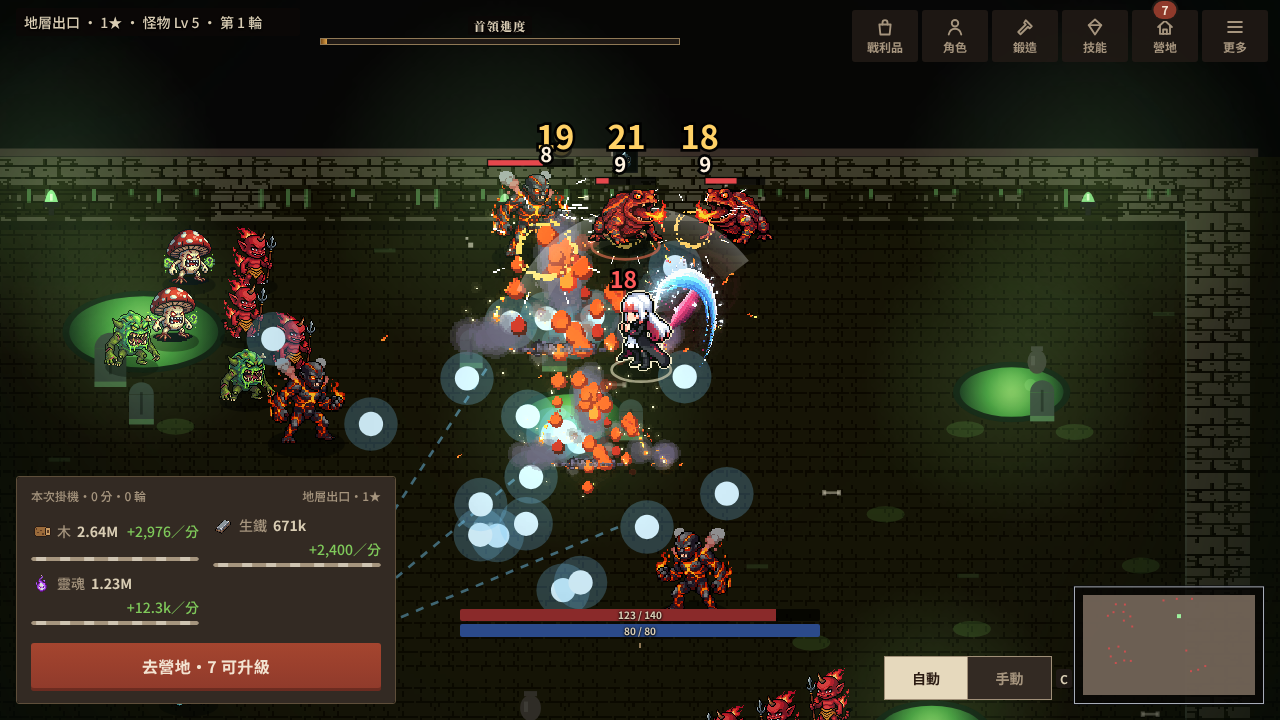 地層出口 · 1★ · 怪物 Lv 5 · 第 1 輪
首領進度
戰利品
角色
鍛造
技能
7
營地
更多
19
21
18
8
9
9
18
本次掛機·0 分·0 輪
地層出口·1★
木 2.64M +2,976／分
生鐵 671k
+2,400／分
靈魂 1.23M
+12.3k／分
去營地·7 可升級
123 / 140
80 / 80
自動
手動
C